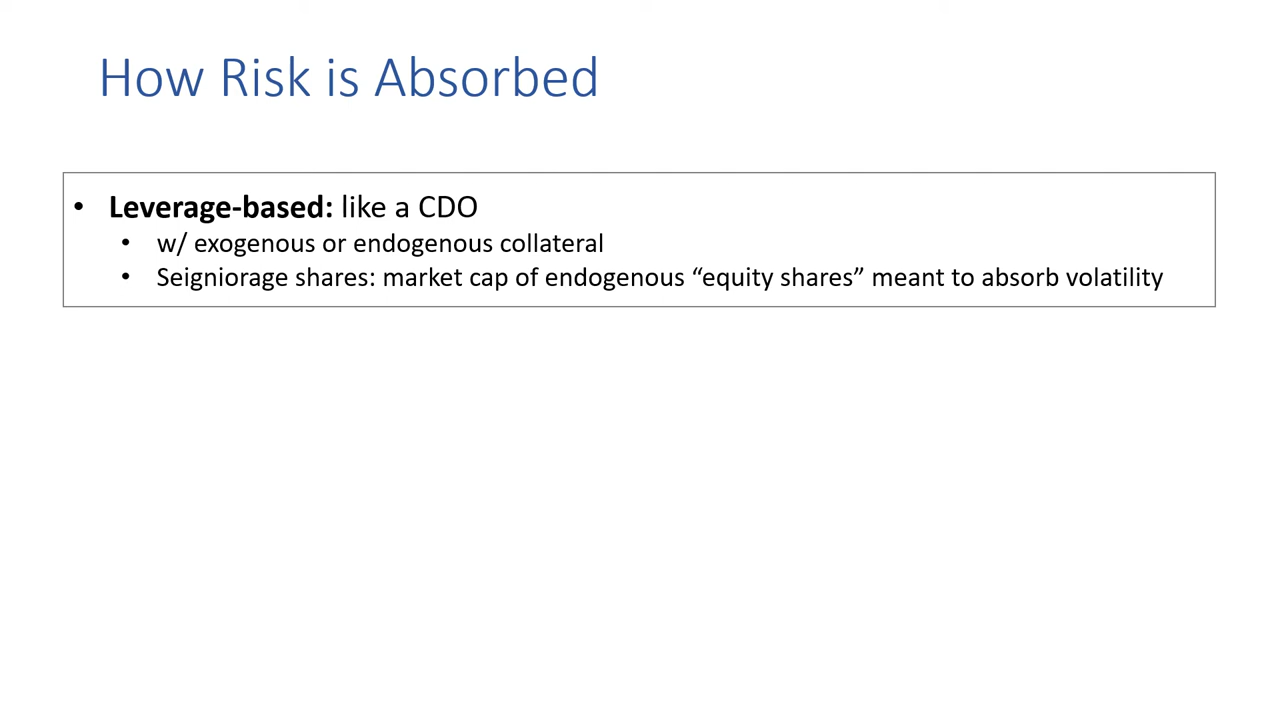 How Risk is Absorbed
• Leverage-based: like a CDO
• w/ exogenous or endogenous collateral
• Seigniorage shares: market cap of endogenous “equity shares” meant to absorb volatility